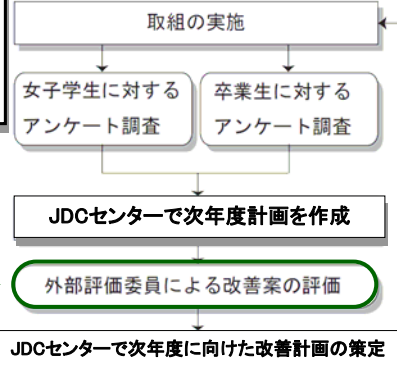 取組の実施
女子学生に対する
アンケート調査
卒業生に対する
アンケート調査
JDCセンターで次年度計画を作成
外部評価委員による改善案の評価
JDCセンターで次年度に向けた改善計画の策定